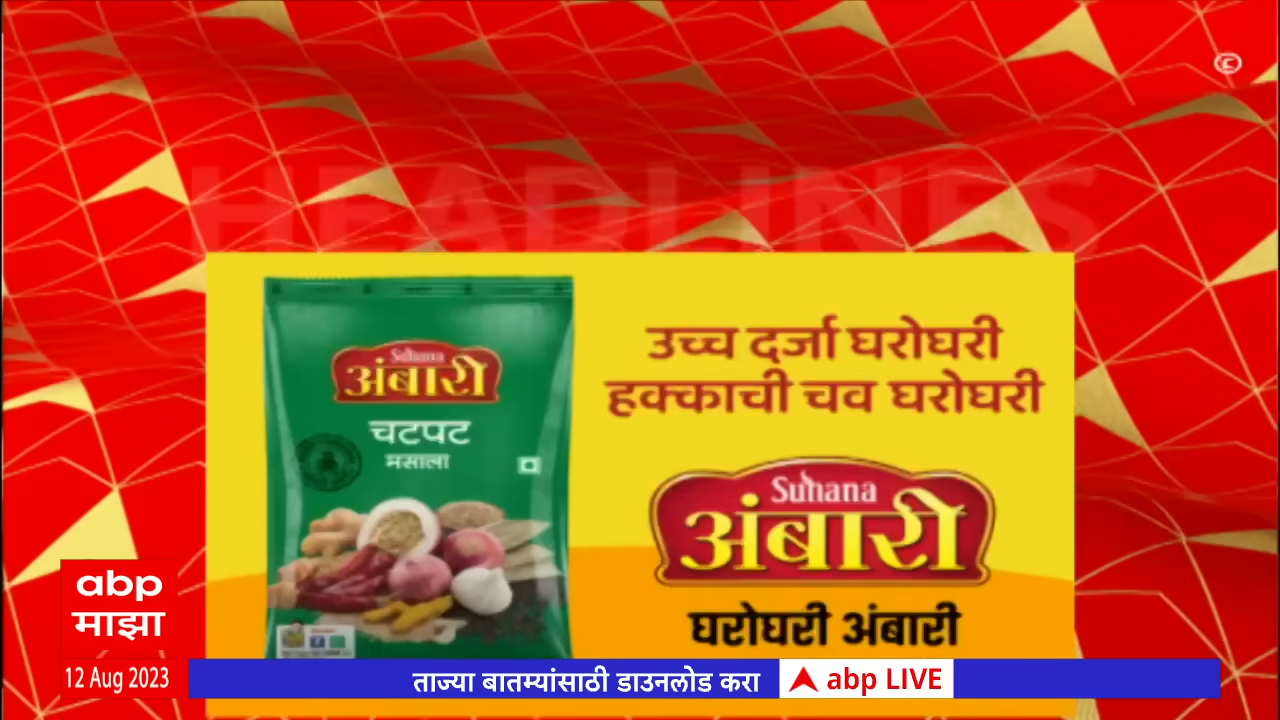 ©
HEADLINES
उच्च दर्जा घरोघरी
हक्काची चव घरोघरी
Suhana
अंबारी
चटपट
मसाला
Suhana
अंबारी
घरोघरी अंबारी
abp
माझा
12 Aug 2023
ताज्या बातम्यांसाठी डाउनलोड करा
abp LIVE